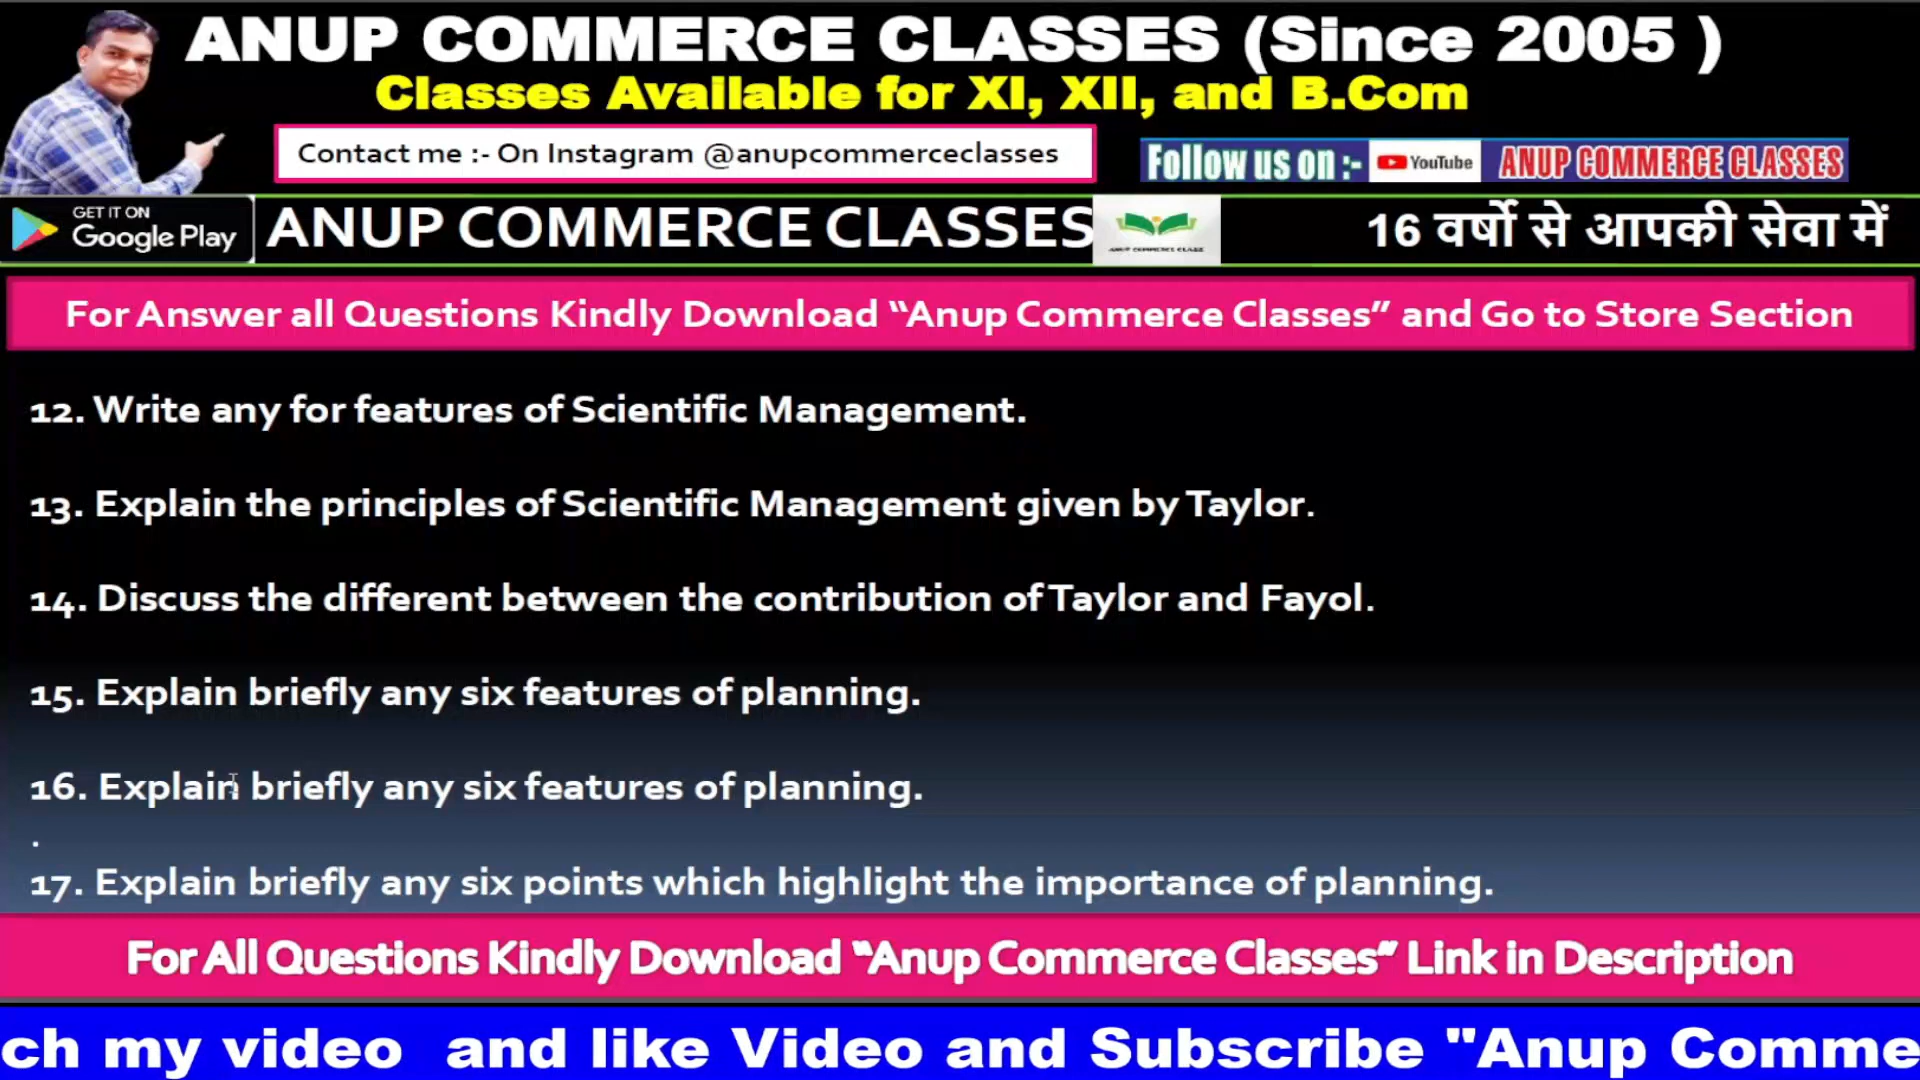 ANUP COMMERCE CLASSES (Since 2005 )
Classes Available for XI, XII, and B.Com
Contact me :- On Instagram @anupcommerceclasses
Follow us on :- YouTube ANUP COMMERCE CLASSES
GET IT ON
Google Play
ANUP COMMERCE CLASSES
ANUP COMMERCE CLASSE
16 वर्षो से आपकी सेवा में
For Answer all Questions Kindly Download “Anup Commerce Classes” and Go to Store Section
12. Write any for features of Scientific Management.
13. Explain the principles of Scientific Management given by Taylor.
14. Discuss the different between the contribution of Taylor and Fayol.
15. Explain briefly any six features of planning.
16. Explain briefly any six features of planning.
.
17. Explain briefly any six points which highlight the importance of planning.
For All Questions Kindly Download “Anup Commerce Classes” Link in Description
ch my video and like Video and Subscribe "Anup Comme